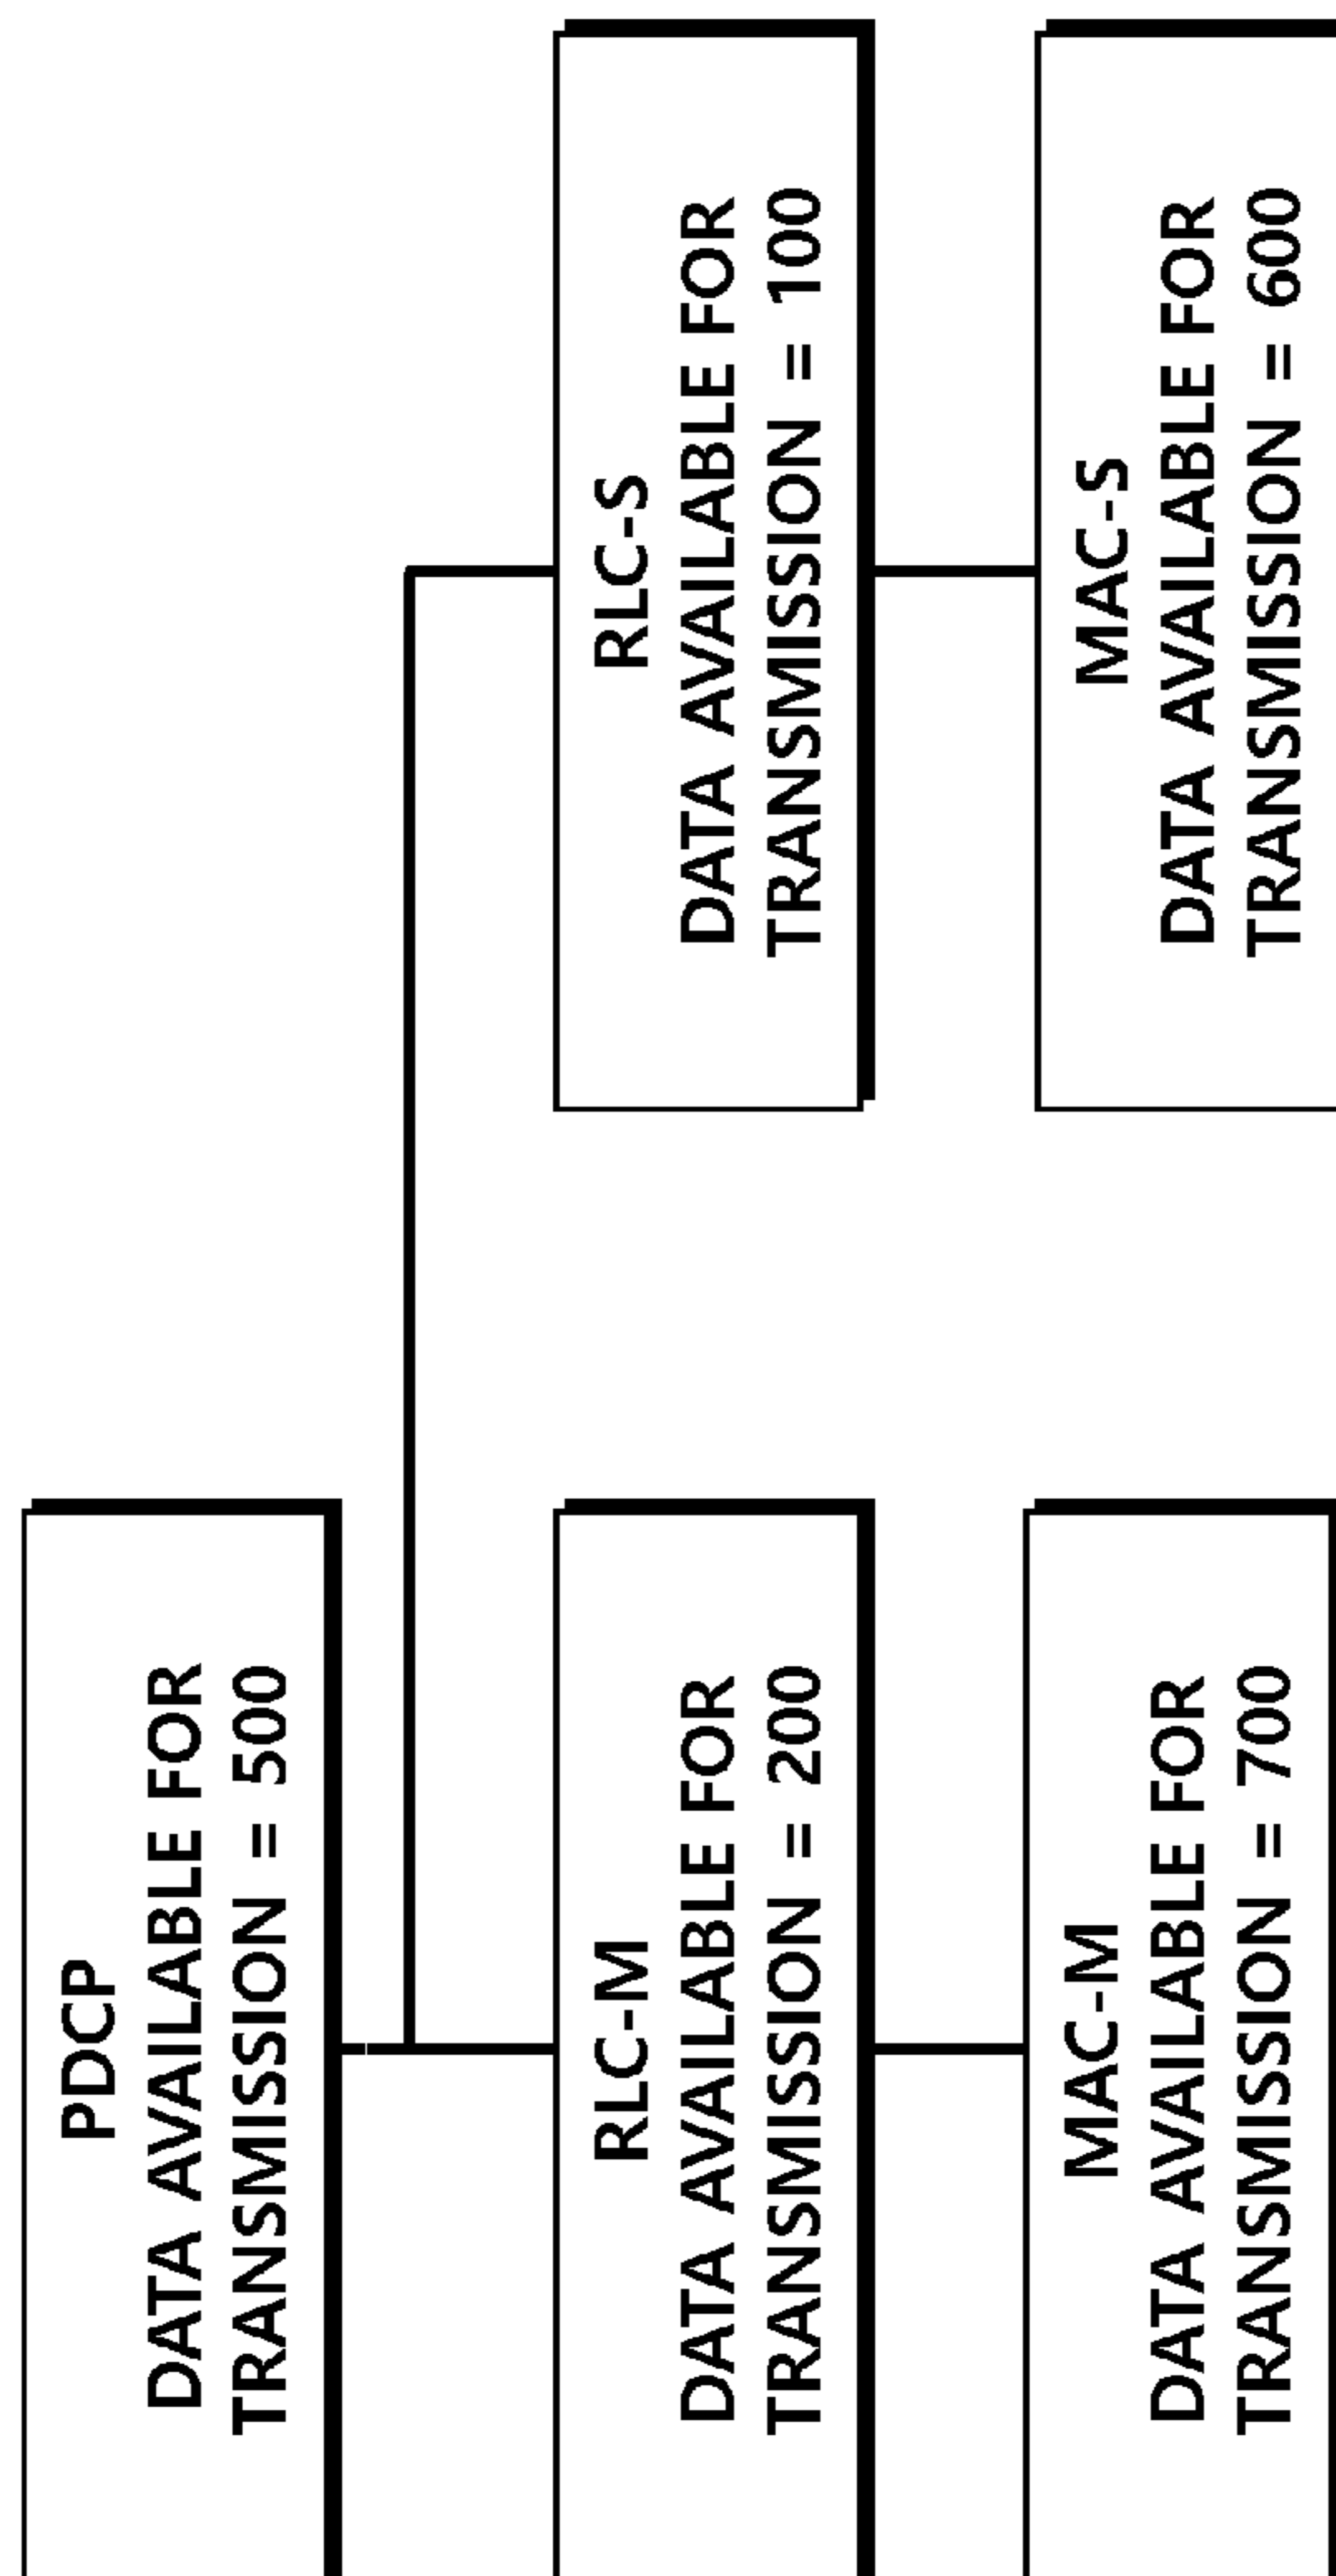 PDCP
DATA AVAILABLE FOR
TRANSMISSION = 500
RLC-M
DATA AVAILABLE FOR
TRANSMISSION = 200
RLC-S
DATA AVAILABLE FOR
TRANSMISSION = 100
MAC-M
DATA AVAILABLE FOR
TRANSMISSION = 700
MAC-S
DATA AVAILABLE FOR
TRANSMISSION = 600